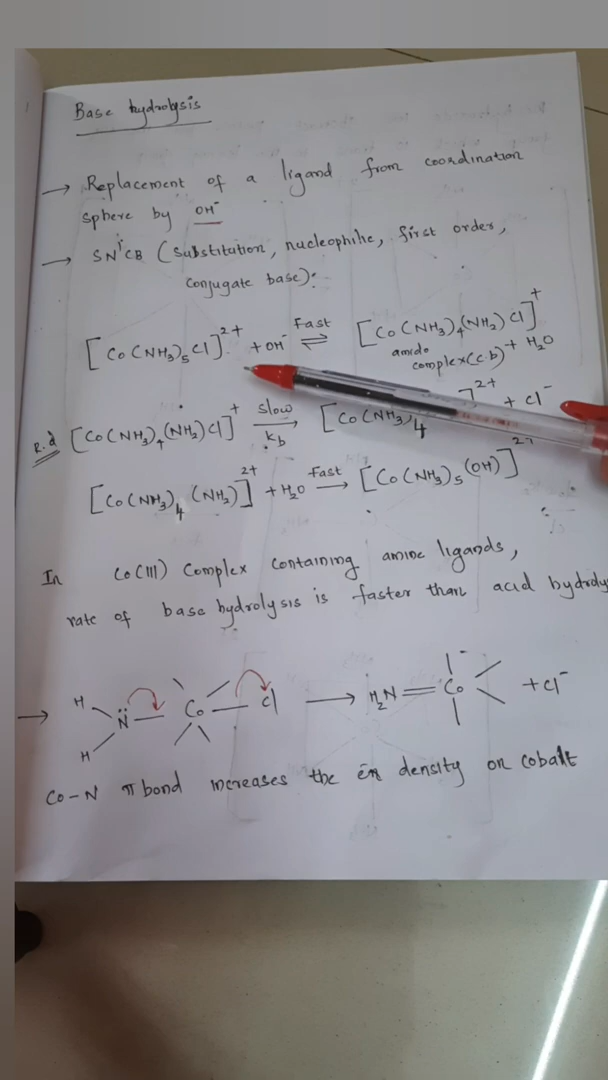 Base hydrolysis
→ Replacement of a ligand from coordination
sphere by OH⁻
→ SN¹CB (Substitution, nucleophilic, first order,
conjugate base):
[Co(NH₃)₅Cl]²⁺ + OH⁻ ⇌ Fast [Co(NH₃)₄(NH₂)Cl]⁺
amido
complex(c.b) + H₂O
R.d [Co(NH₃)₄(NH₂)Cl]⁺ slow → k_b [Co(NH₃)₄ ]²⁺ + Cl⁻
[Co(NH₃)₄(NH₂)]²⁺ + H₂O Fast → [Co(NH₃)₅(OH)]²⁺
In Co(III) Complex containing amine ligands,
rate of base hydrolysis is faster than acid hydroly
→ H H N̈ — Co — Cl → H₂N = Co⁻ + Cl⁻
Co-N π bond increases the en density on cobalt